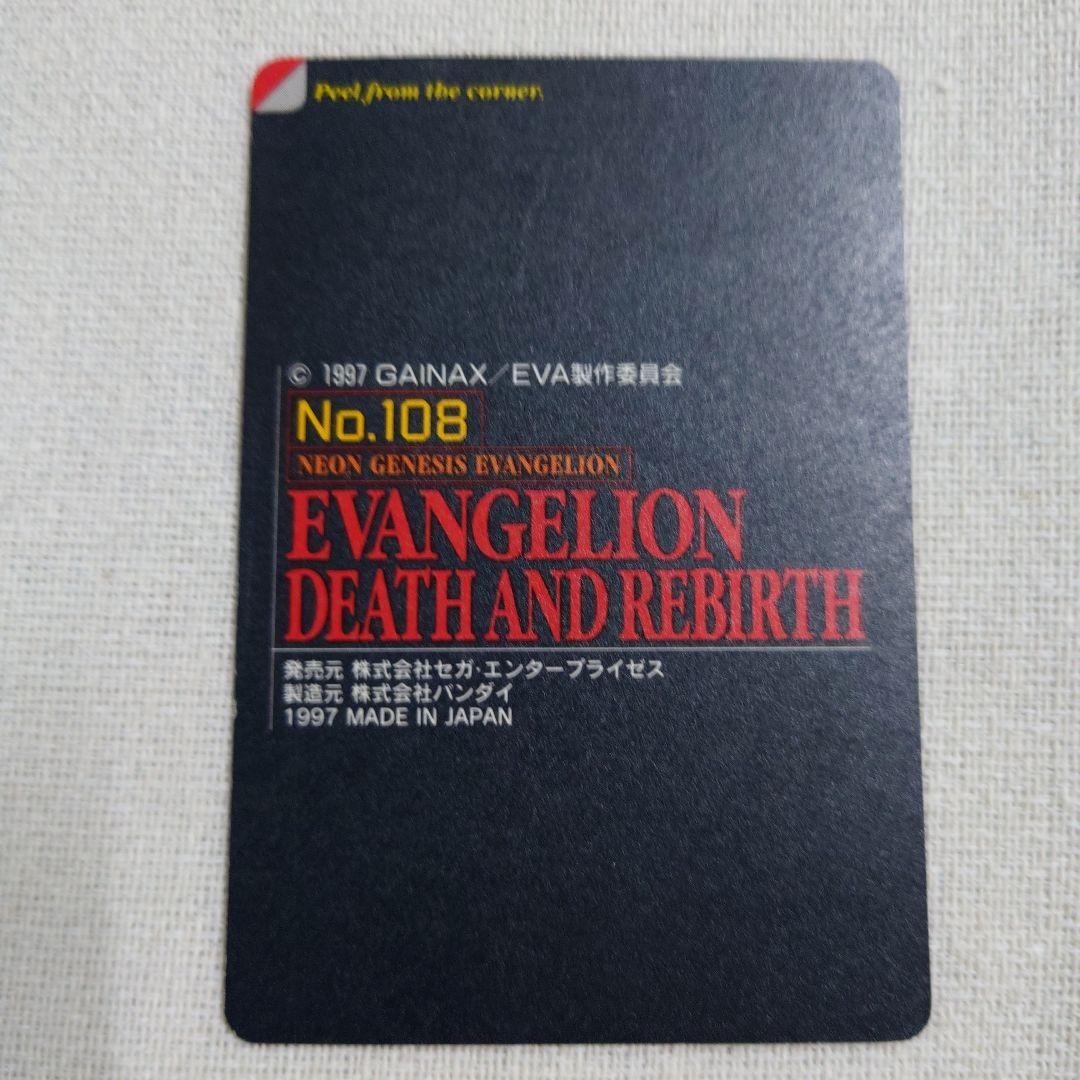 Peel from the corner.
© 1997 GAINAX／EVA製作委員会
No.108
NEON GENESIS EVANGELION
EVANGELION
DEATH AND REBIRTH
発売元 株式会社セガ・エンタープライゼス
製造元 株式会社バンダイ
1997 MADE IN JAPAN